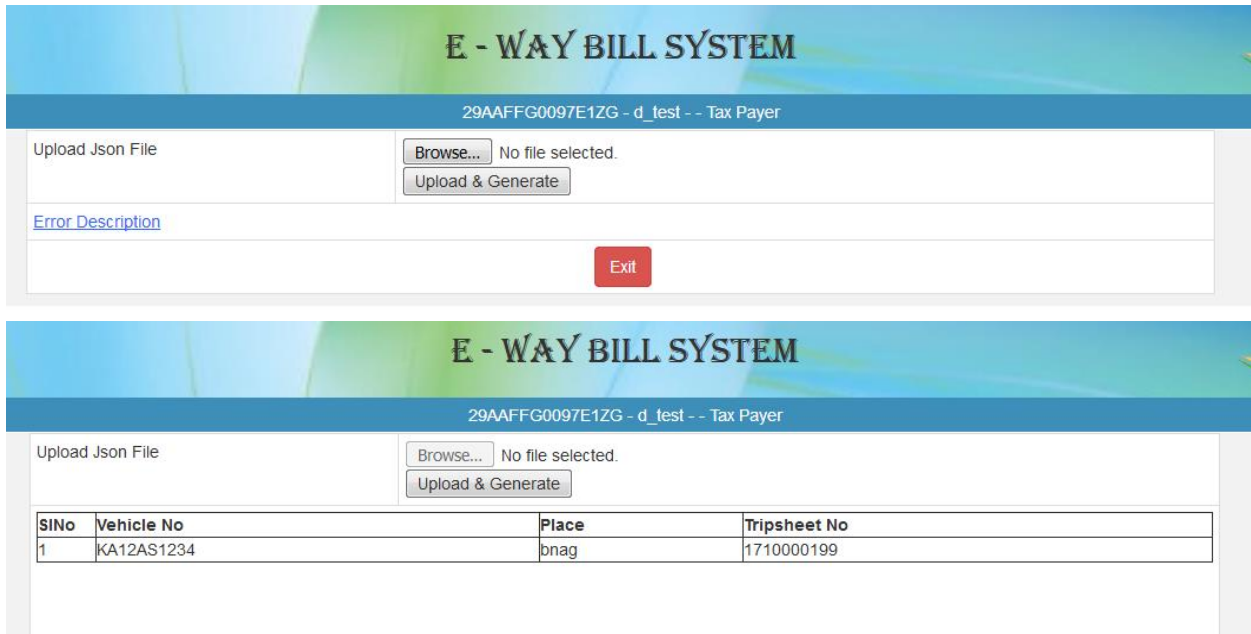 E - WAY BILL SYSTEM
29AAFFG0097E1ZG - d_test - - Tax Payer
Upload Json File
Browse... No file selected.
Upload & Generate
Error Description
Exit
E - WAY BILL SYSTEM
29AAFFG0097E1ZG - d_test - - Tax Payer
Upload Json File
Browse... No file selected.
Upload & Generate
SlNo Vehicle No Place Tripsheet No
1 KA12AS1234 bnag 1710000199